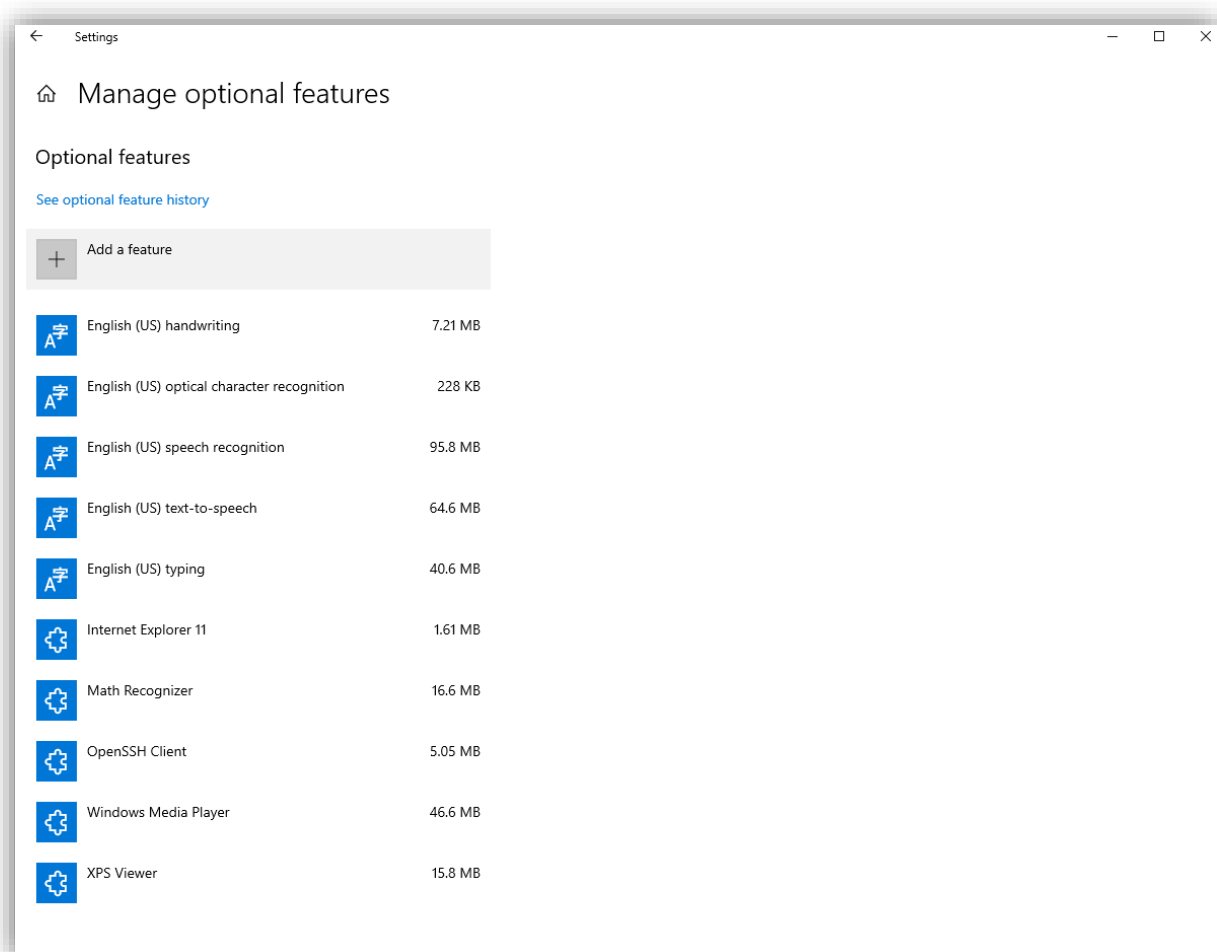 Settings
Manage optional features
Optional features
See optional feature history
Add a feature
English (US) handwriting 7.21 MB
English (US) optical character recognition 228 KB
English (US) speech recognition 95.8 MB
English (US) text-to-speech 64.6 MB
English (US) typing 40.6 MB
Internet Explorer 11 1.61 MB
Math Recognizer 16.6 MB
OpenSSH Client 5.05 MB
Windows Media Player 46.6 MB
XPS Viewer 15.8 MB